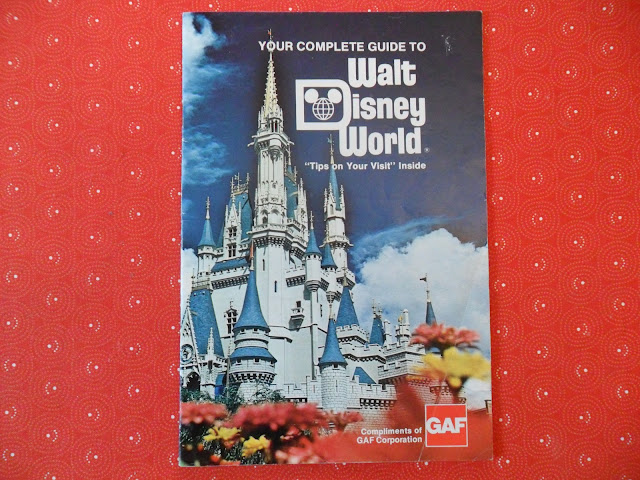 YOUR COMPLETE GUIDE TO
Walt
Disney
World®
"Tips on Your Visit" Inside
Compliments of
GAF Corporation
GAF